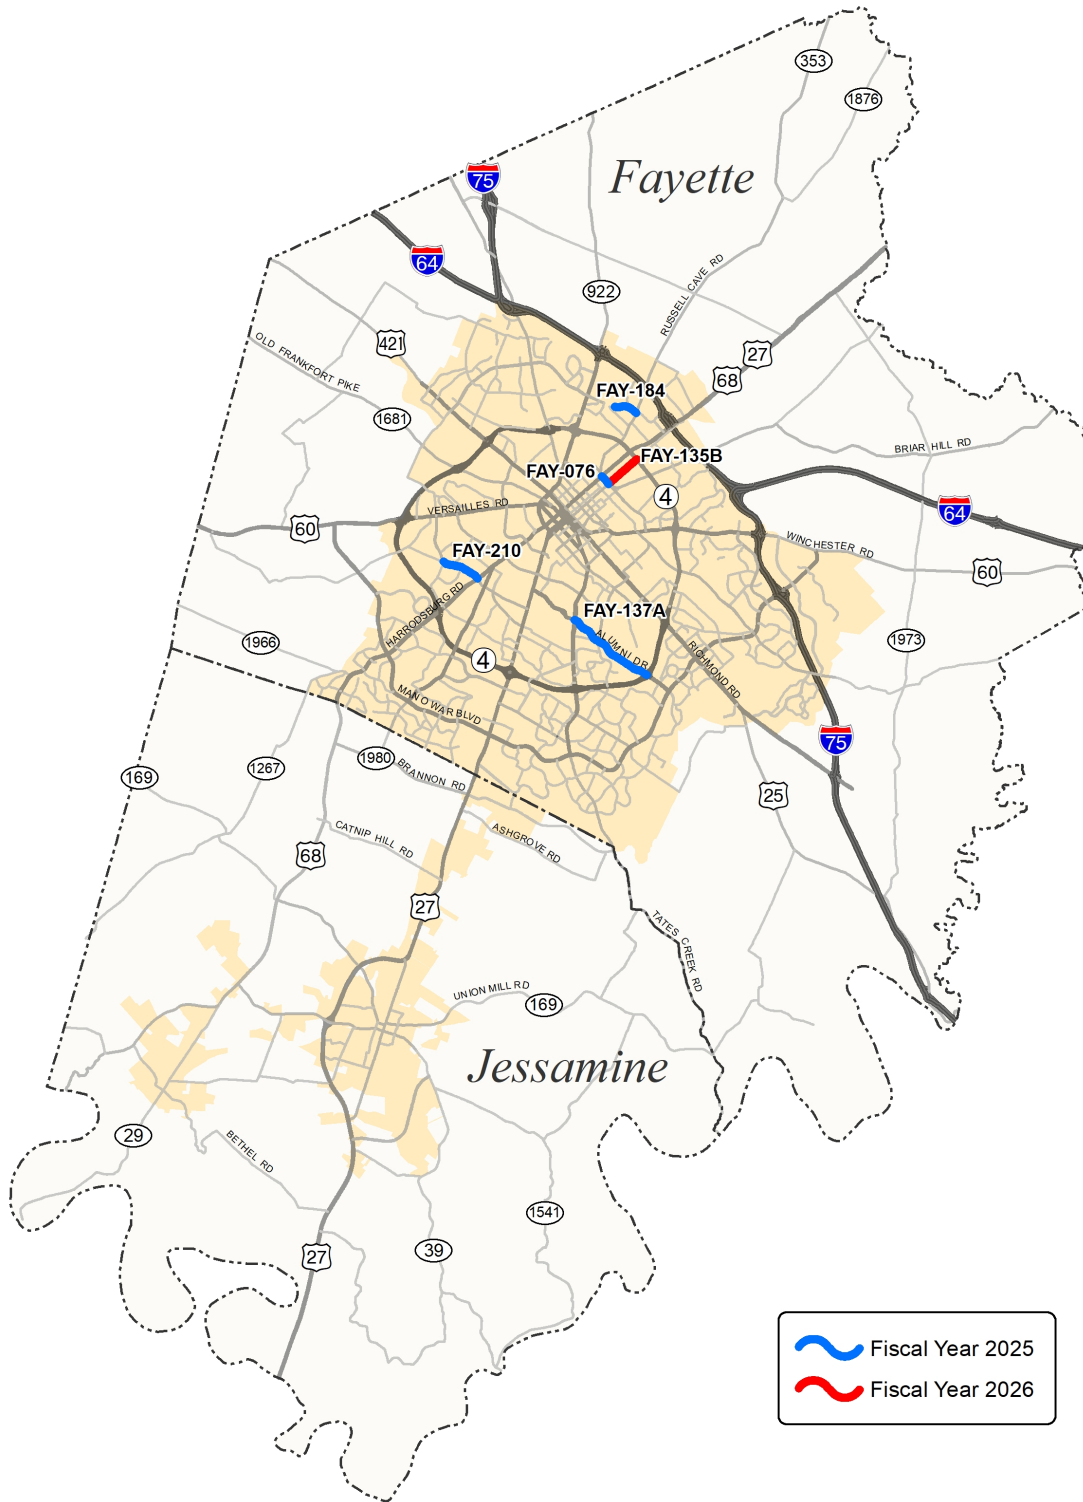 353
1876
75
Fayette
64
922
RUSSELL CAVE RD
421
27
OLD FRANKFORT PIKE
68
FAY-184
1681
BRIAR HILL RD
FAY-135B
FAY-076
4
VERSAILLES RD
64
60
WINCHESTER RD
FAY-210
60
FAY-137A
HARRODSBURG RD
1966
ALUMNI DR
1973
4
RICHMOND RD
MAN O WAR BLVD
75
1980
169
1267
BRANNON RD
25
CATNIP HILL RD
ASHGROVE RD
68
27
TATES CREEK RD
UNION MILL RD
169
Jessamine
29
BETHEL RD
1541
39
27
Fiscal Year 2025
Fiscal Year 2026